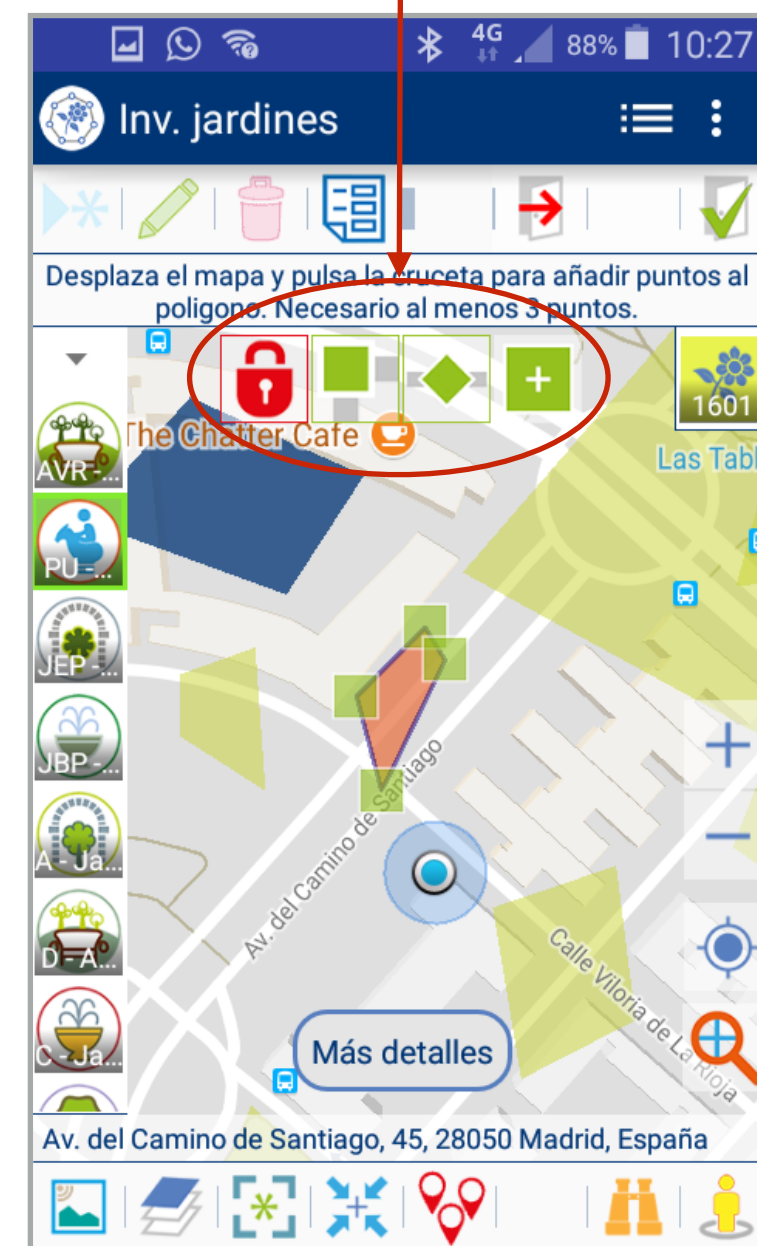 4G
88%
10:27
Inv. jardines
Desplaza el mapa y pulsa la cruceta para añadir puntos al
poligono. Necesario al menos 3 puntos.
The Chatter Cafe
1601
AVR -...
Las Tabl
PU -...
JEP -...
JBP -...
A - Ja...
D - A...
C - Ja...
Av. del Camino de Santiago
Calle Viloria de La Rioja
Más detalles
Av. del Camino de Santiago, 45, 28050 Madrid, España